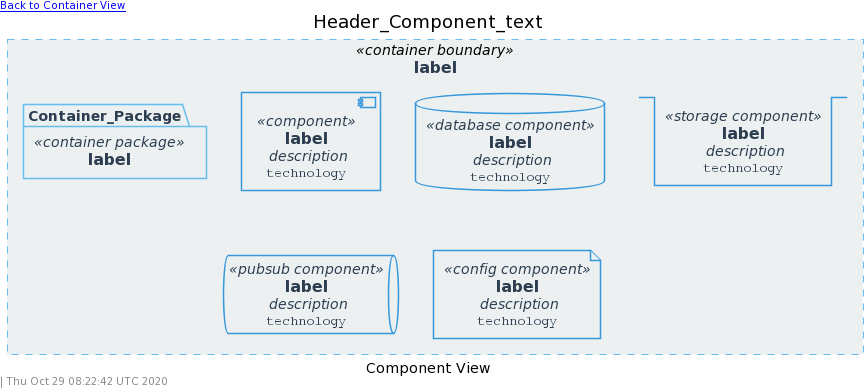 Back to Container View
Header_Component_text
«container boundary»
label
Container_Package
«container package»
label
«component»
label
description
technology
«database component»
label
description
technology
«storage component»
label
description
technology
«pubsub component»
label
description
technology
«config component»
label
description
technology
Component View
| Thu Oct 29 08:22:42 UTC 2020